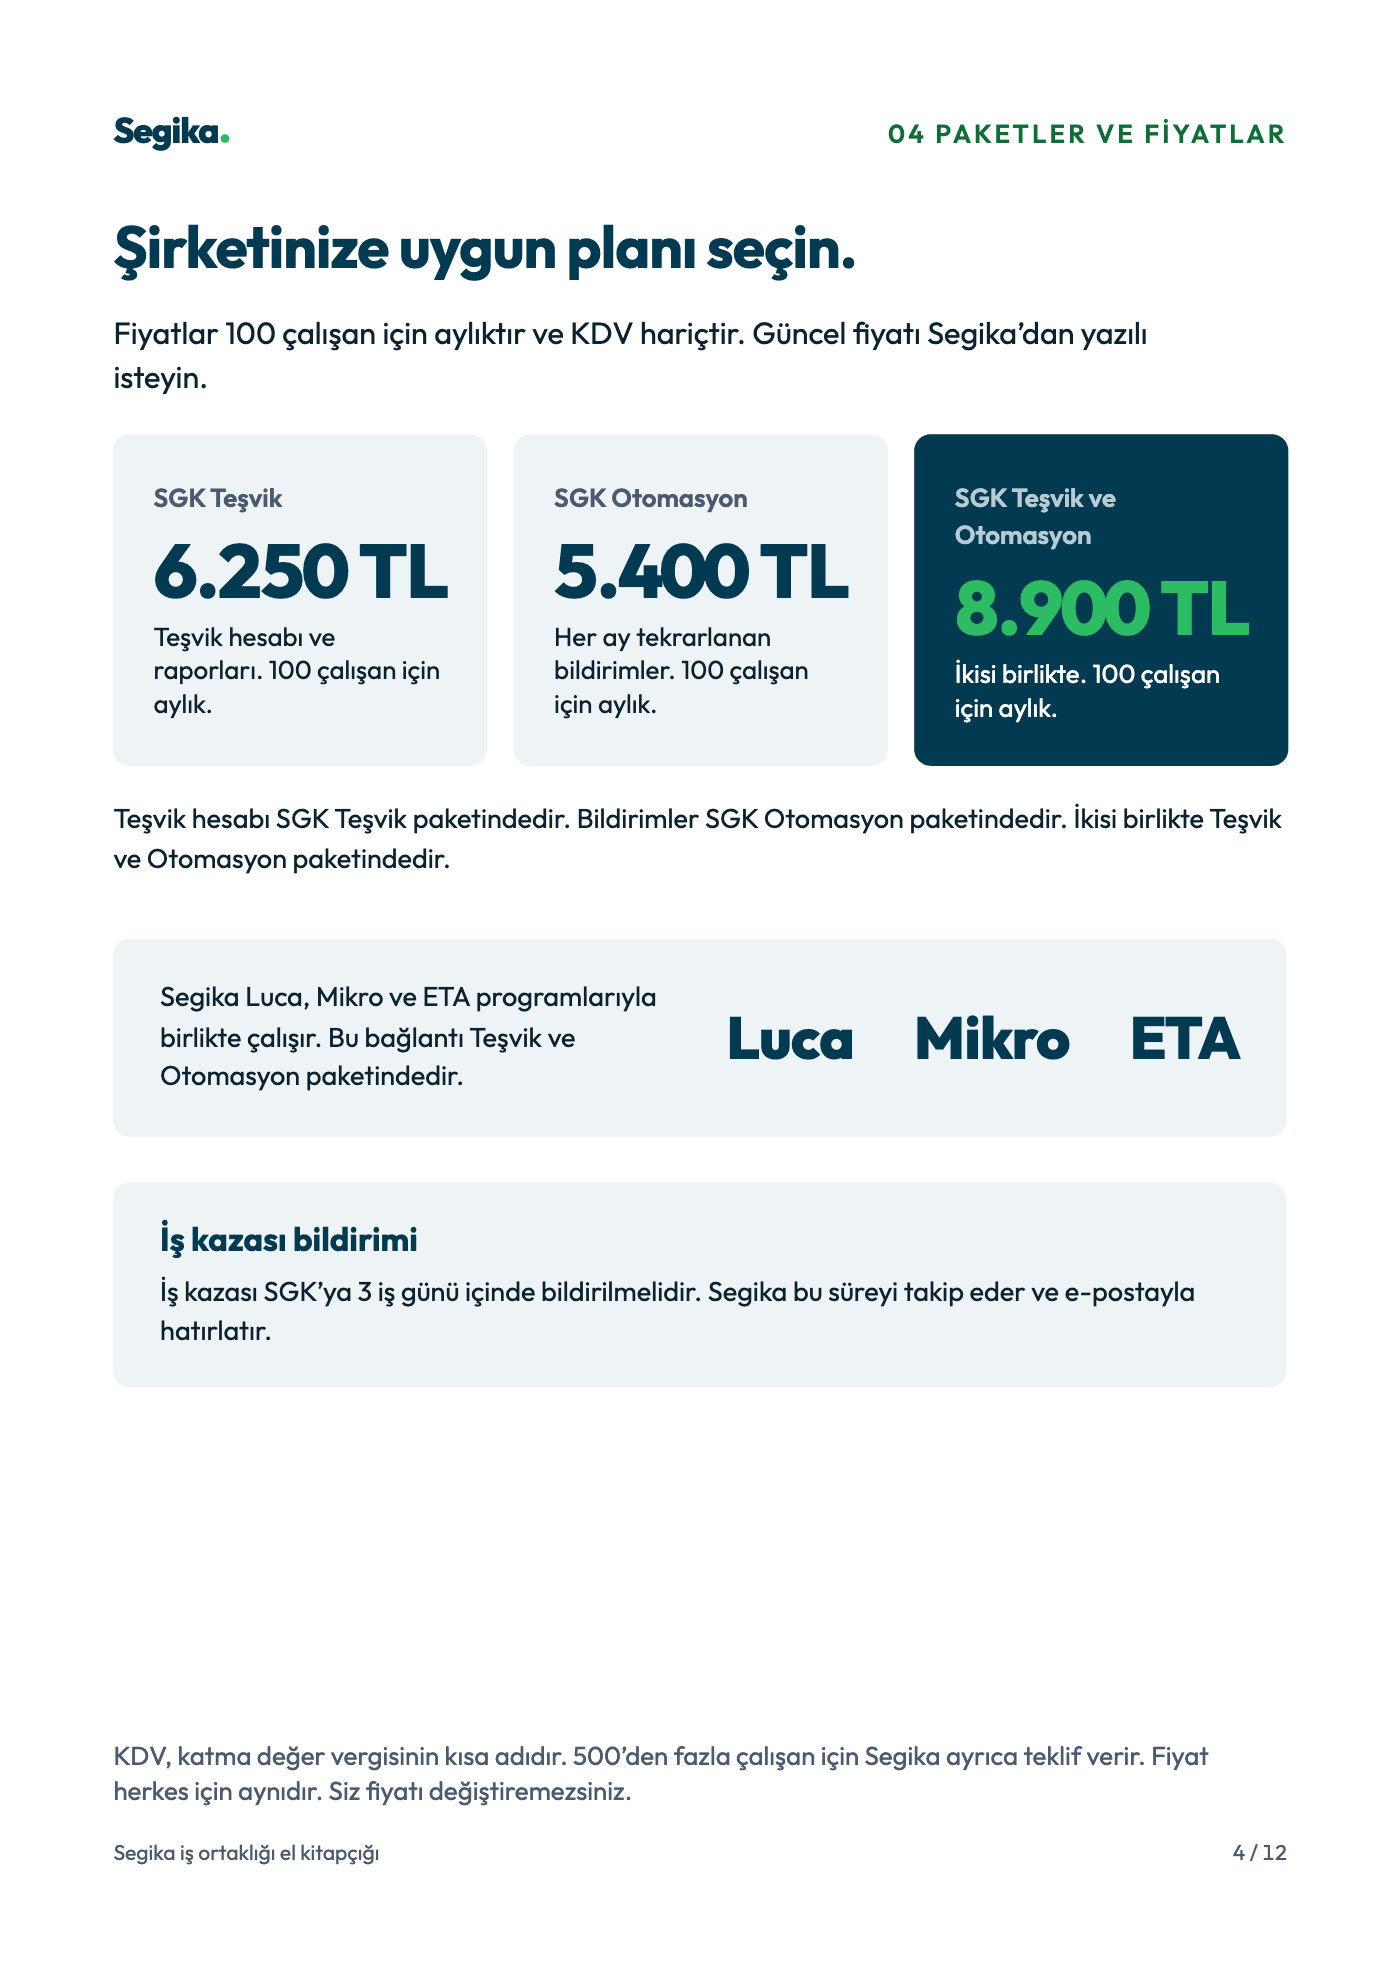 Segika.
04 PAKETLER VE FİYATLAR
Şirketinize uygun planı seçin.
Fiyatlar 100 çalışan için aylıktır ve KDV hariçtir. Güncel fiyatı Segika’dan yazılı
isteyin.
SGK Teşvik
6.250 TL
Teşvik hesabı ve
raporları. 100 çalışan için
aylık.
SGK Otomasyon
5.400 TL
Her ay tekrarlanan
bildirimler. 100 çalışan
için aylık.
SGK Teşvik ve
Otomasyon
8.900 TL
İkisi birlikte. 100 çalışan
için aylık.
Teşvik hesabı SGK Teşvik paketindedir. Bildirimler SGK Otomasyon paketindedir. İkisi birlikte Teşvik
ve Otomasyon paketindedir.
Segika Luca, Mikro ve ETA programlarıyla
birlikte çalışır. Bu bağlantı Teşvik ve
Otomasyon paketindedir.
Luca Mikro ETA
İş kazası bildirimi
İş kazası SGK’ya 3 iş günü içinde bildirilmelidir. Segika bu süreyi takip eder ve e-postayla
hatırlatır.
KDV, katma değer vergisinin kısa adıdır. 500’den fazla çalışan için Segika ayrıca teklif verir. Fiyat
herkes için aynıdır. Siz fiyatı değiştiremezsiniz.
Segika iş ortaklığı el kitapçığı
4 / 12